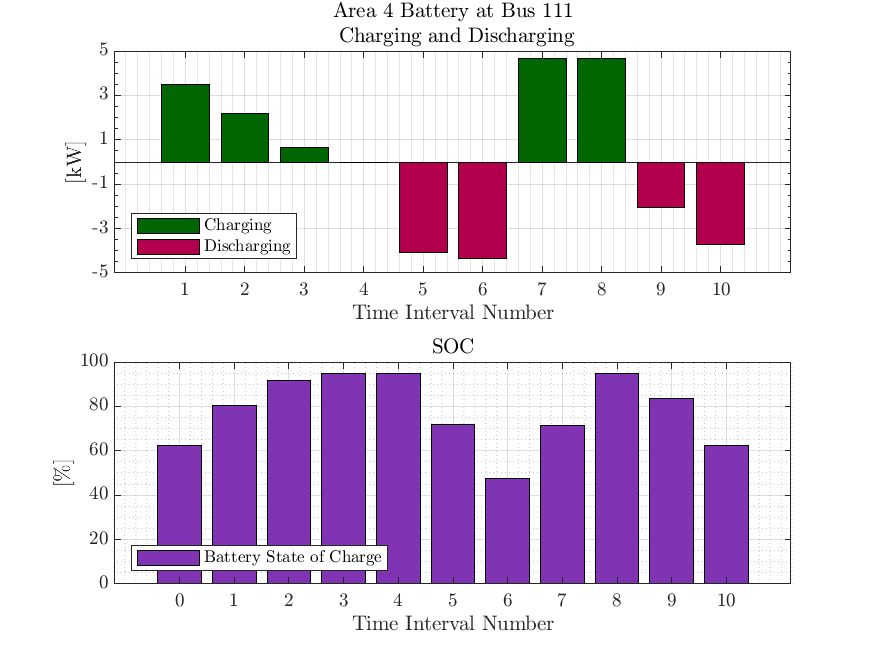 Area 4 Battery at Bus 111
Charging and Discharging
5
3
1
-1
-3
-5
[kW]
Charging
Discharging
1 2 3 4 5 6 7 8 9 10
Time Interval Number
SOC
100
80
60
40
20
0
[%]
Battery State of Charge
0 1 2 3 4 5 6 7 8 9 10
Time Interval Number